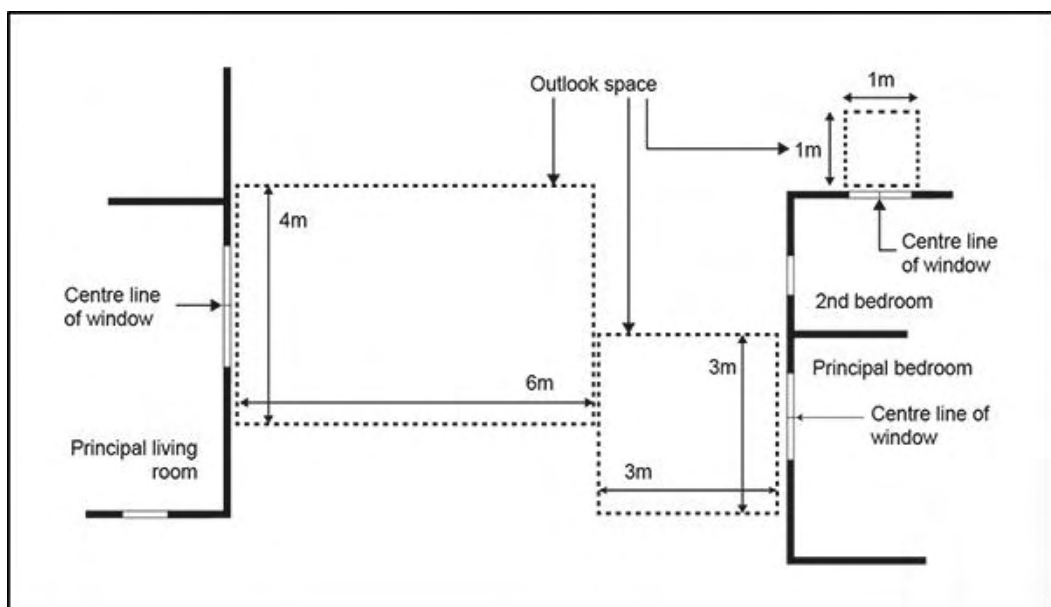 Outlook space
1m
1m
4m
Centre line
of window
Centre line
of window
2nd bedroom
3m
Principal bedroom
6m
Centre line of
window
Principal living
room
3m